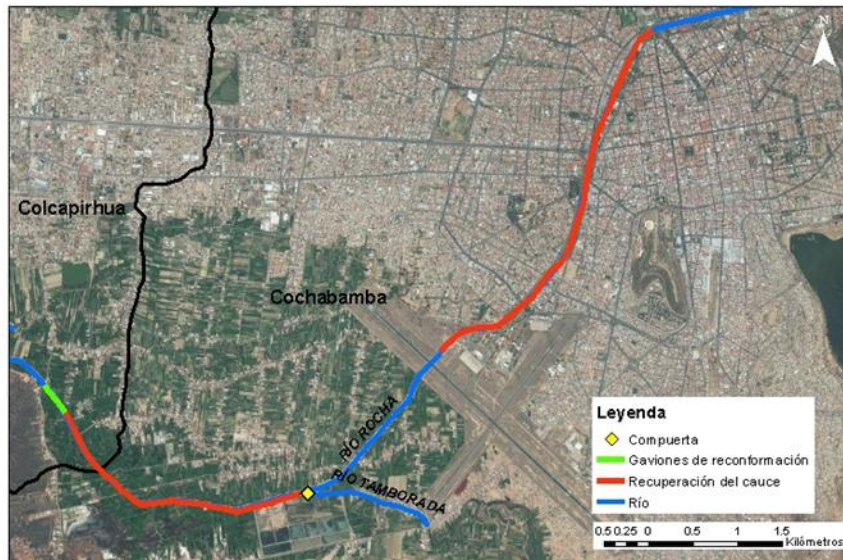 N
Colcapirhua
Cochabamba
RÍO ROCHA
RÍO TAMBORADA
Leyenda
Compuerta
Gaviones de reconformación
Recuperación del cauce
Río
0.5 0.25 0 0.5 1 1.5
Kilómetros